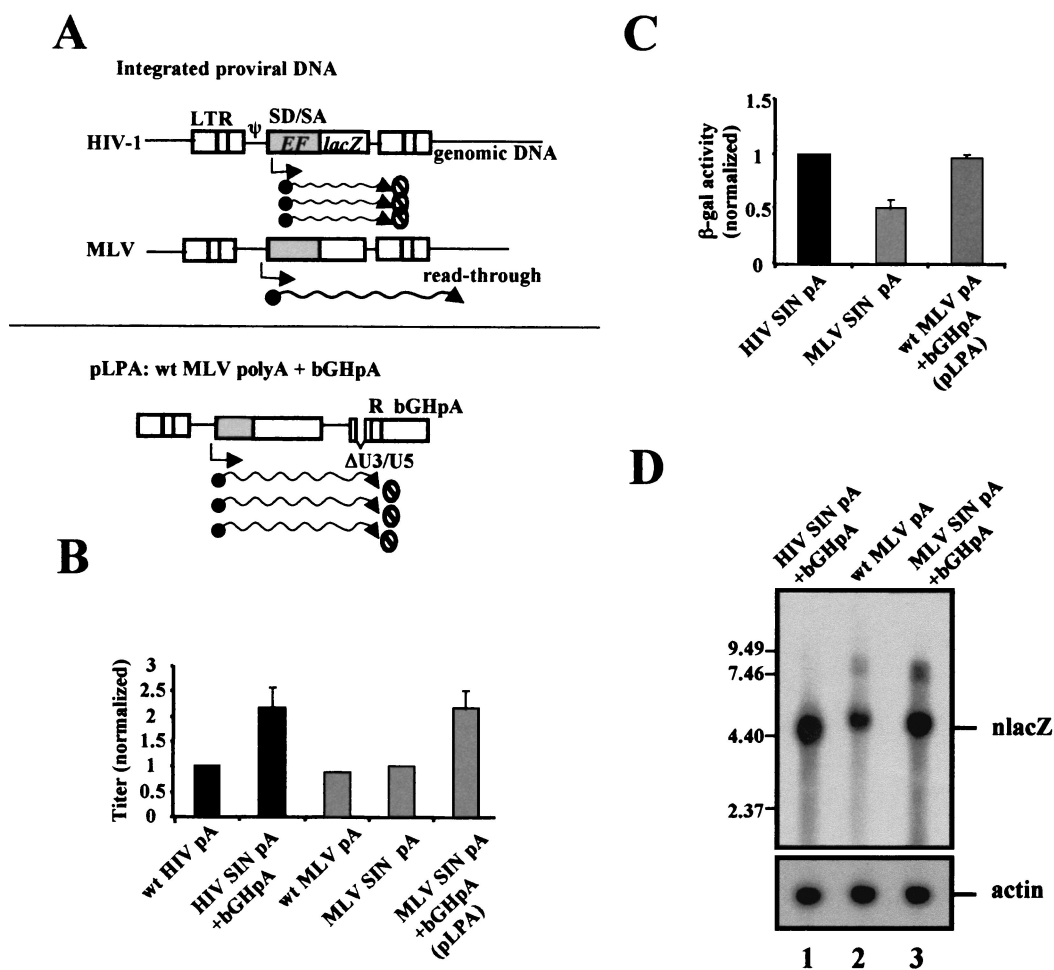 A
Integrated proviral DNA
LTR ψ SD/SA
HIV-1 EF lacZ genomic DNA
MLV
read-through
pLPA: wt MLV polyA + bGHpA
R bGHpA
ΔU3/U5
B
Titer (normalized)
3
2.5
2
1.5
1
0.5
0
wt HIV pA
HIV SIN pA
+bGHpA
wt MLV pA
MLV SIN pA
MLV SIN pA
+bGHpA
(pLPA)
C
β-gal activity
(normalized)
1.5
1
0.5
0
HIV SIN pA
MLV SIN pA
wt MLV pA
+bGHpA
(pLPA)
D
HIV SIN pA
+bGHpA
wt MLV pA
MLV SIN pA
+bGHpA
9.49
7.46
4.40
2.37
nlacZ
actin
1 2 3